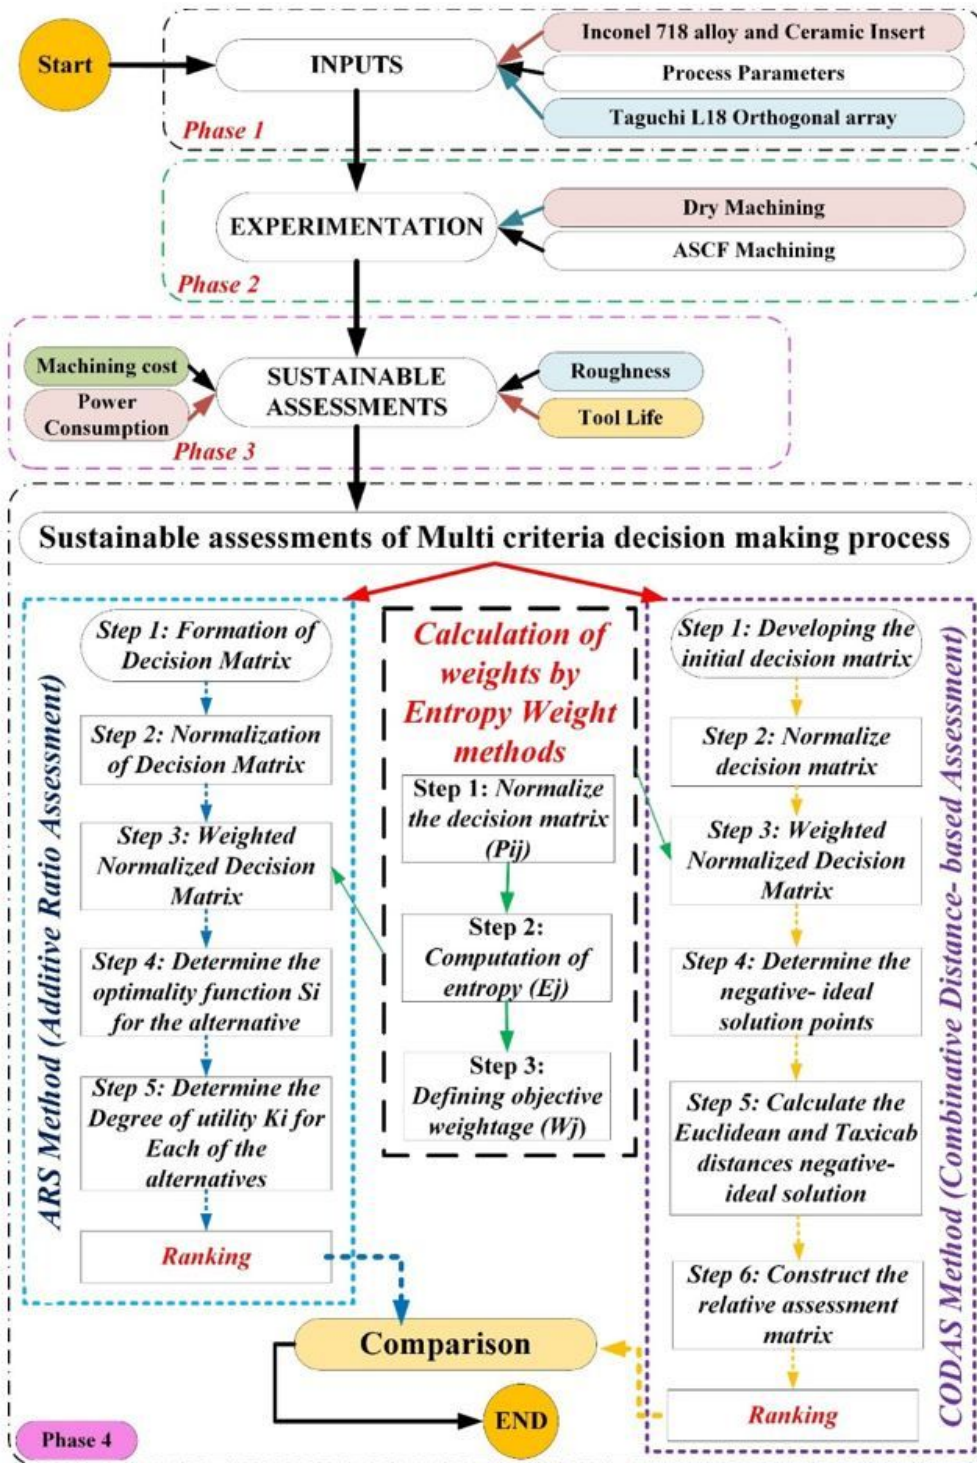 Start
INPUTS
Inconel 718 alloy and Ceramic Insert
Process Parameters
Taguchi L18 Orthogonal array
Phase 1
EXPERIMENTATION
Dry Machining
ASCF Machining
Phase 2
Machining cost
Power
Consumption
SUSTAINABLE
ASSESSMENTS
Roughness
Tool Life
Phase 3
Sustainable assessments of Multi criteria decision making process
ARS Method (Additive Ratio Assessment)
Step 1: Formation of
Decision Matrix
Step 2: Normalization
of Decision Matrix
Step 3: Weighted
Normalized Decision
Matrix
Step 4: Determine the
optimality function Si
for the alternative
Step 5: Determine the
Degree of utility Ki for
Each of the
alternatives
Ranking
Calculation of
weights by
Entropy Weight
methods
Step 1: Normalize
the decision matrix
(Pij)
Step 2:
Computation of
entropy (Ej)
Step 3:
Defining objective
weightage (Wj)
Step 1: Developing the
initial decision matrix
Step 2: Normalize
decision matrix
Step 3: Weighted
Normalized Decision
Matrix
Step 4: Determine the
negative- ideal
solution points
Step 5: Calculate the
Euclidean and Taxicab
distances negative-
ideal solution
Step 6: Construct the
relative assessment
matrix
Ranking
CODAS Method (Combinative Distance- based Assessment)
Comparison
END
Phase 4